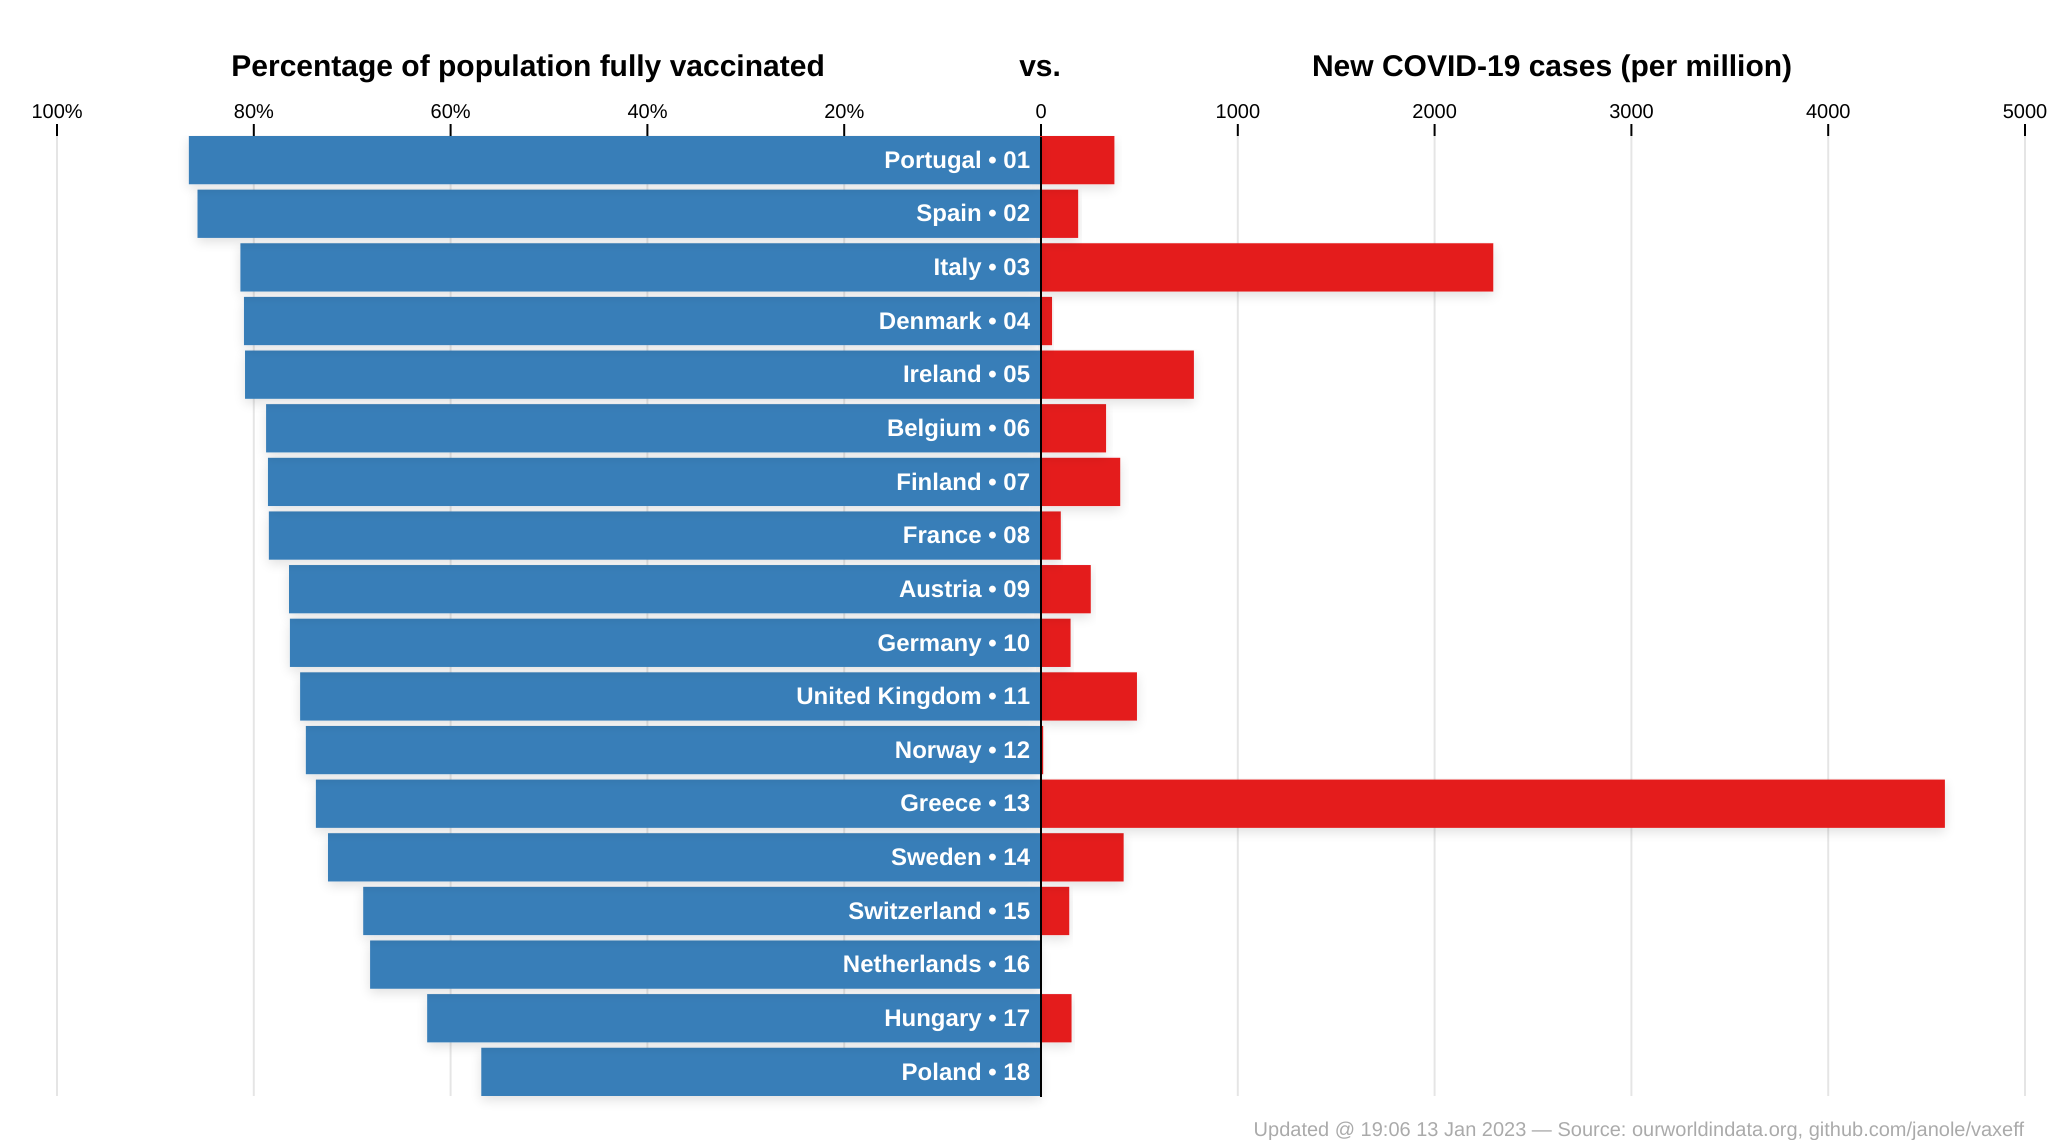 Percentage of population fully vaccinated vs. New COVID-19 cases (per million)
100% 80% 60% 40% 20% 0 1000 2000 3000 4000 5000
Portugal • 01
Spain • 02
Italy • 03
Denmark • 04
Ireland • 05
Belgium • 06
Finland • 07
France • 08
Austria • 09
Germany • 10
United Kingdom • 11
Norway • 12
Greece • 13
Sweden • 14
Switzerland • 15
Netherlands • 16
Hungary • 17
Poland • 18
Updated @ 19:06 13 Jan 2023 — Source: ourworldindata.org, github.com/janole/vaxeff